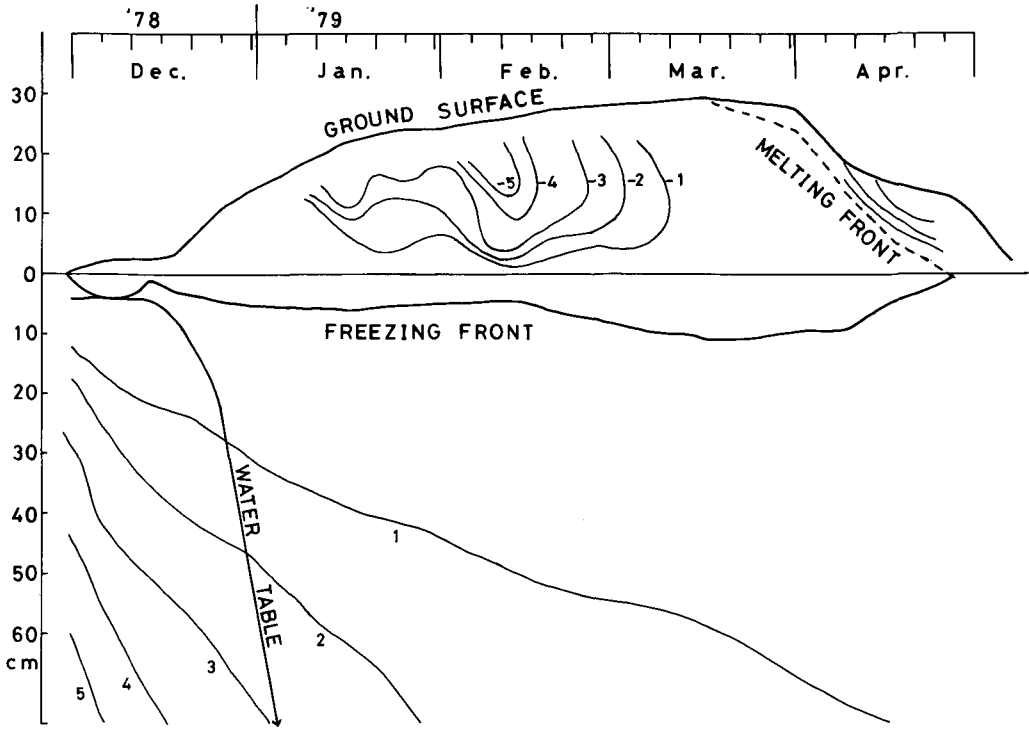 '78 '79
Dec. Jan. Feb. Mar. Apr.
30
GROUND SURFACE
20
-5 -4 -3 -2 -1
MELTING FRONT
10
0
FREEZING FRONT
10
20
30
WATER TABLE
40
1
50
60
cm
5 4 3 2